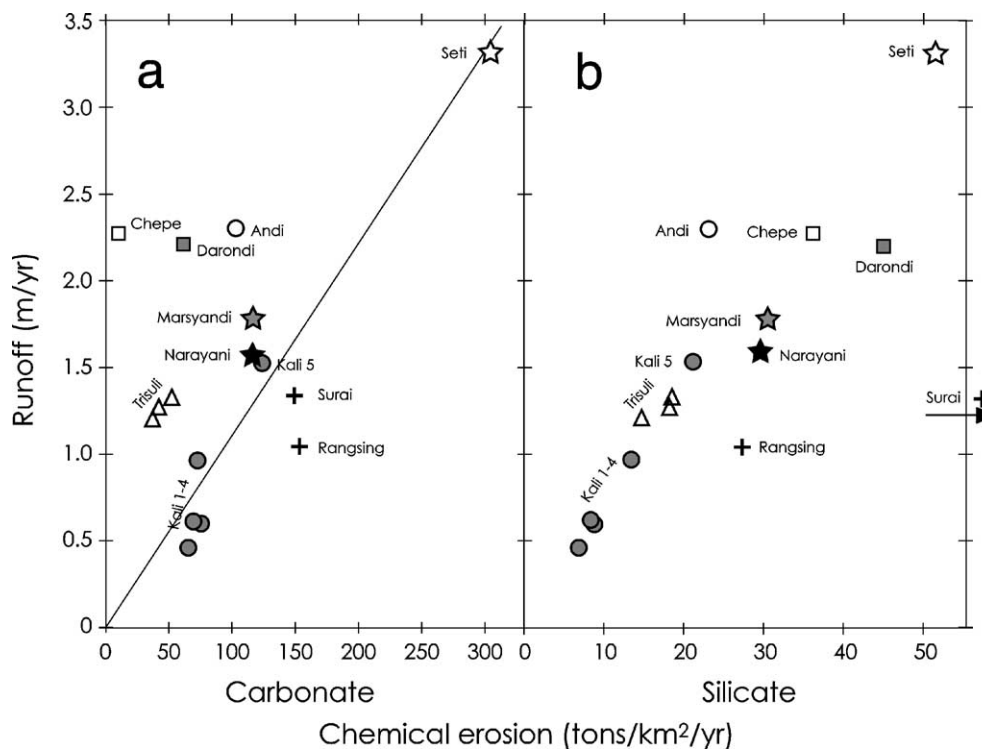 a
b
3.5
3.0
2.5
2.0
1.5
1.0
0.5
0
Runoff (m/yr)
Seti
Chepe
Andi
Darondi
Marsyandi
Narayani
Kali 5
Trisuli
Surai
Rangsing
Kali 1-4
Seti
Andi
Chepe
Darondi
Marsyandi
Narayani
Kali 5
Trisuli
Surai
Rangsing
Kali 1-4
0 50 100 150 200 250 300
0 10 20 30 40 50
Carbonate
Silicate
Chemical erosion (tons/km²/yr)